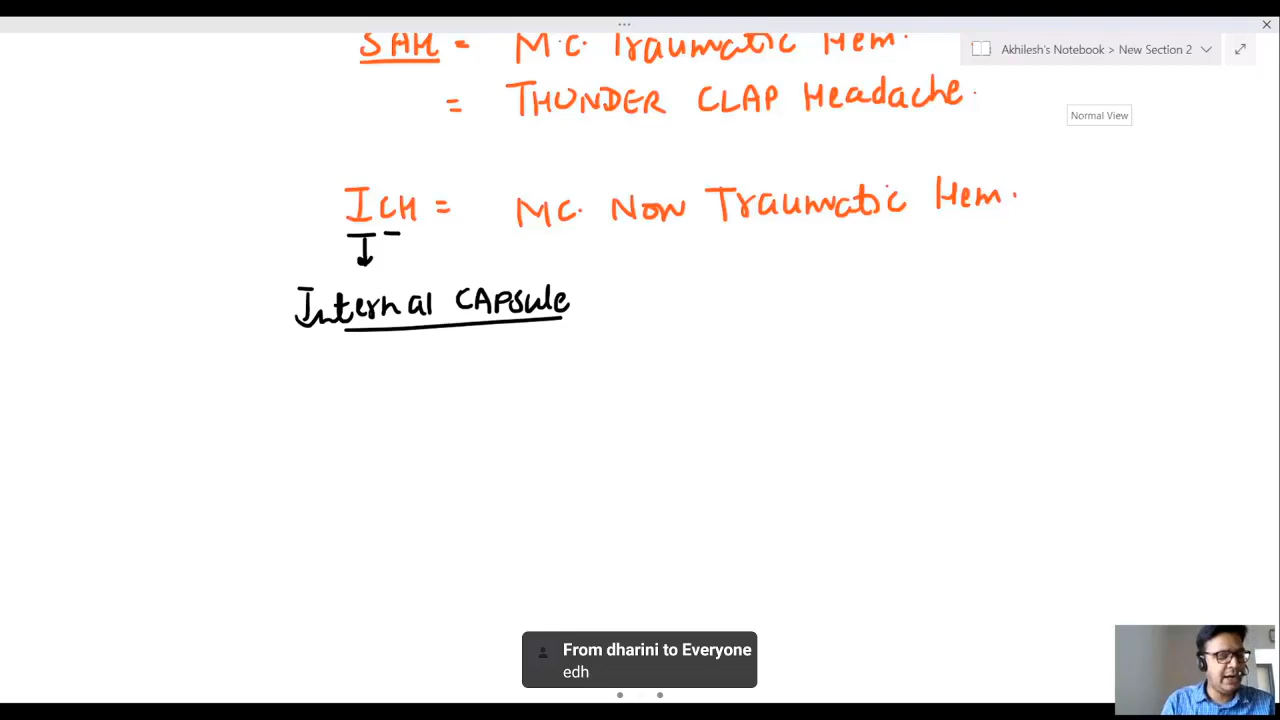 SAH = M.C. Traumatic Hem.
Akhilesh's Notebook > New Section 2
= THUNDER CLAP Headache.
Normal View
ICH = MC. Non Traumatic Hem.
Internal CAPsule
From dharini to Everyone
edh